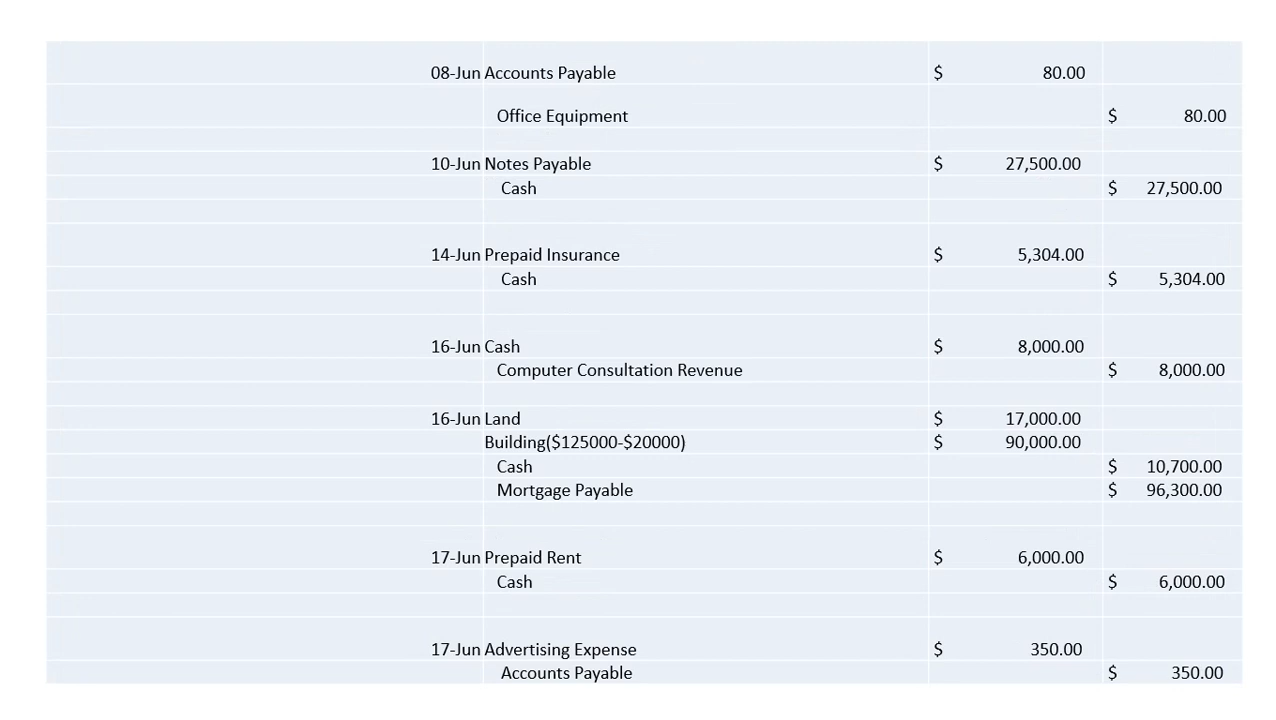 08-Jun Accounts Payable $ 80.00
Office Equipment $ 80.00
10-Jun Notes Payable $ 27,500.00
Cash $ 27,500.00
14-Jun Prepaid Insurance $ 5,304.00
Cash $ 5,304.00
16-Jun Cash $ 8,000.00
Computer Consultation Revenue $ 8,000.00
16-Jun Land $ 17,000.00
Building($125000-$20000) $ 90,000.00
Cash $ 10,700.00
Mortgage Payable $ 96,300.00
17-Jun Prepaid Rent $ 6,000.00
Cash $ 6,000.00
17-Jun Advertising Expense $ 350.00
Accounts Payable $ 350.00